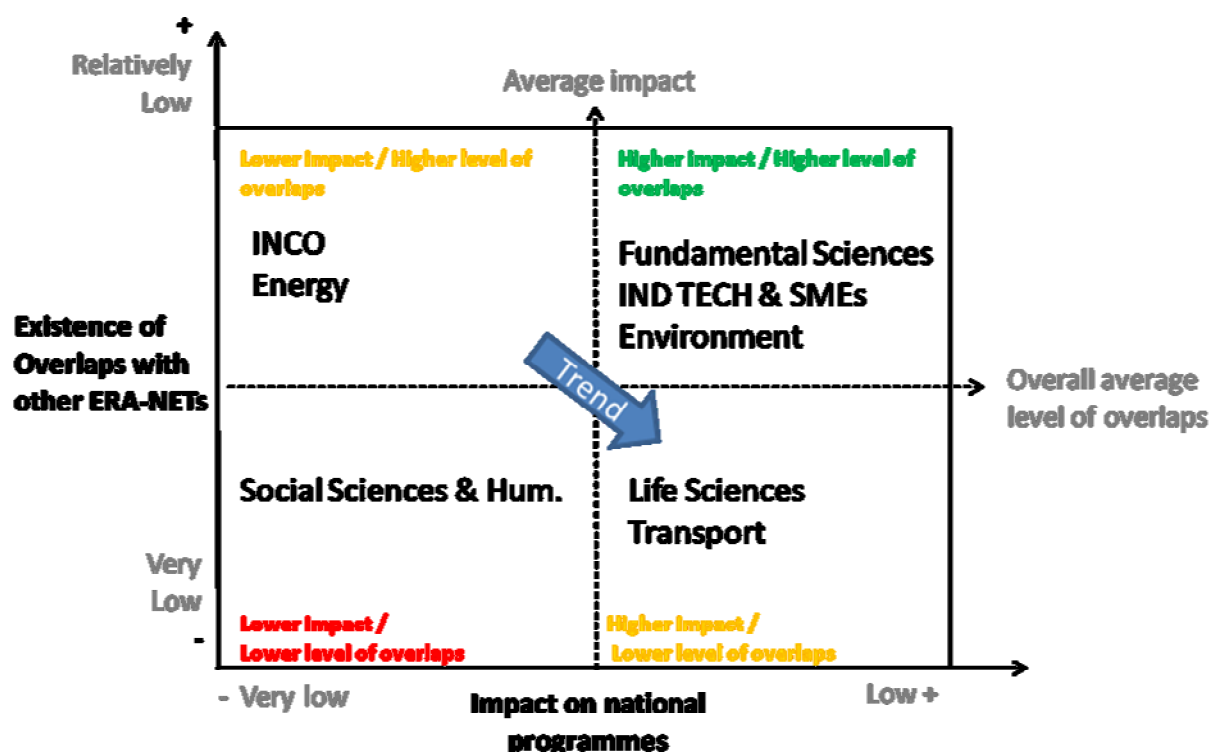 +
Relatively
Low
Average impact
Lower impact / Higher level of
overlaps
Higher impact / Higher level of
overlaps
INCO
Energy
Fundamental Sciences
IND TECH & SMEs
Environment
Existence of
Overlaps with
other ERA-NETs
Trend
Overall average
level of overlaps
Social Sciences & Hum.
Life Sciences
Transport
Very
Low
-
Lower impact /
Lower level of overlaps
Higher impact /
Lower level of overlaps
- Very low
Impact on national
programmes
Low +